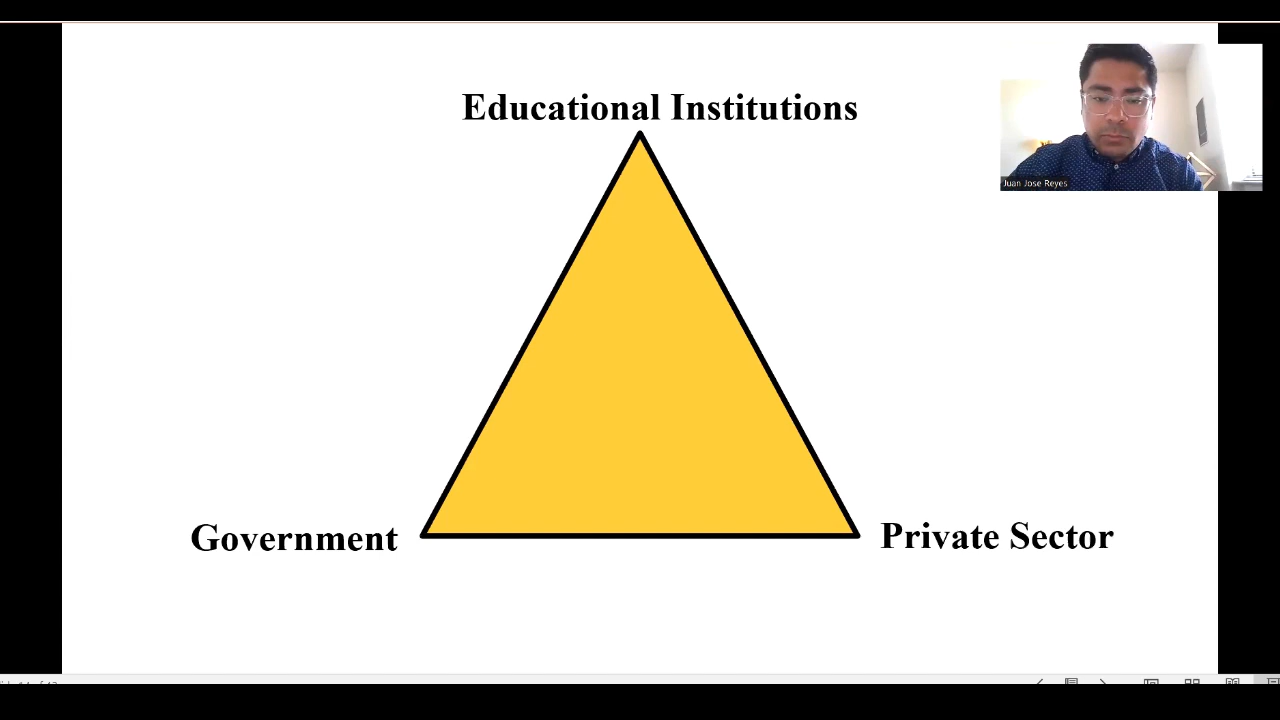 Educational Institutions
Juan Jose Reyes
Government
Private Sector